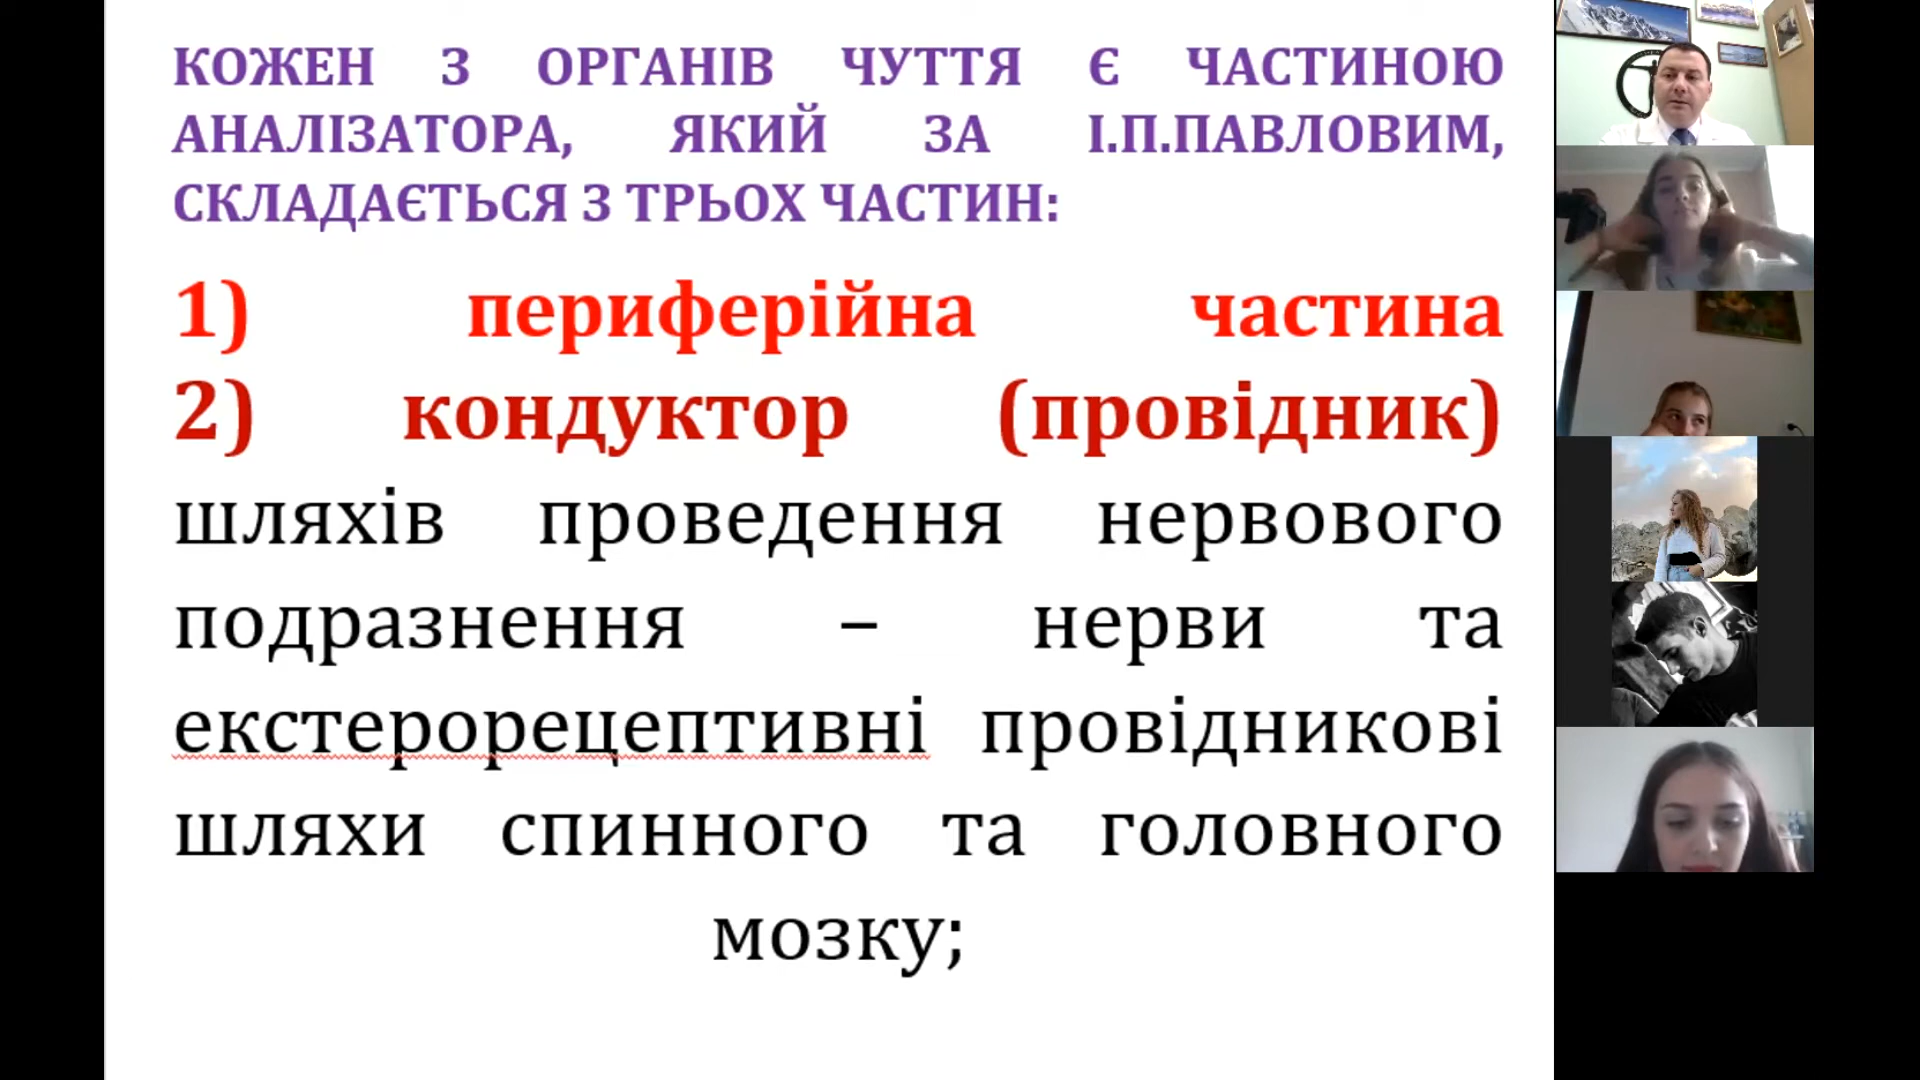 КОЖЕН З ОРГАНІВ ЧУТТЯ Є ЧАСТИНОЮ
АНАЛІЗАТОРА, ЯКИЙ ЗА І.П.ПАВЛОВИМ,
СКЛАДАЄТЬСЯ З ТРЬОХ ЧАСТИН:
1) периферійна частина
2) кондуктор (провідник)
шляхів проведення нервового
подразнення – нерви та
екстерорецептивні провідникові
шляхи спинного та головного
мозку;